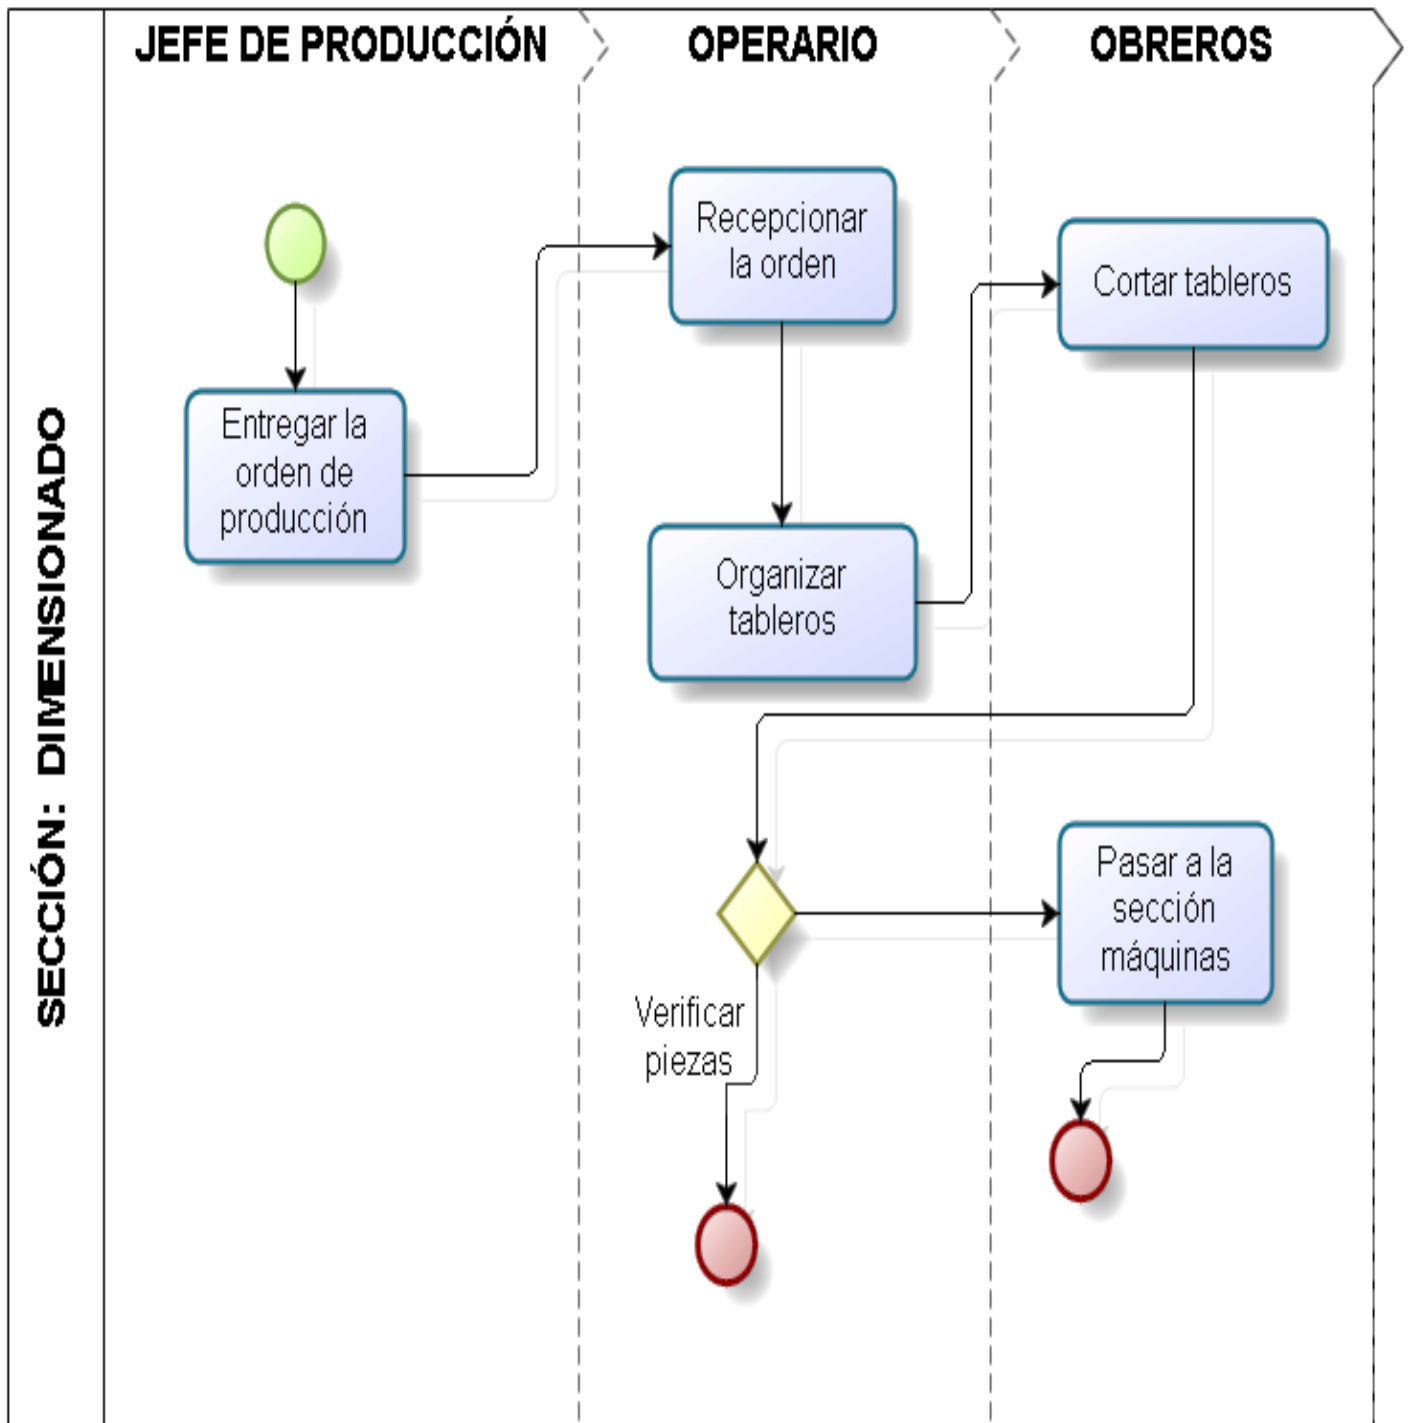 JEFE DE PRODUCCIÓN
OPERARIO
OBREROS
SECCIÓN: DIMENSIONADO
Entregar la
orden de
producción
Recepcionar
la orden
Organizar
tableros
Cortar tableros
Verificar
piezas
Pasar a la
sección
máquinas